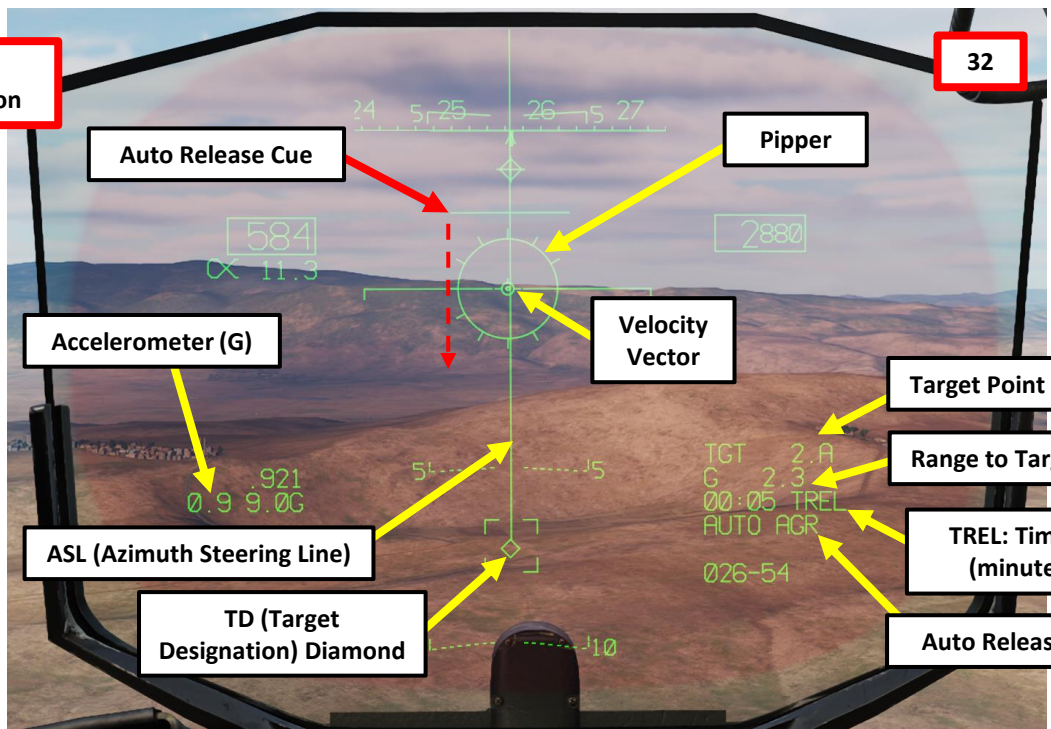 on
32
24 5 25 26 5 27
Auto Release Cue
Pipper
584
2880
α 11.3
Velocity
Vector
Accelerometer (G)
Target Point
TGT 2.A
Range to Targ
G 2.3
5 5
.921
0.9 9.0G
00:05 TREL
AUTO AGR
TREL: Tim
(minute
ASL (Azimuth Steering Line)
026-54
TD (Target
Designation) Diamond
10
Auto Releas